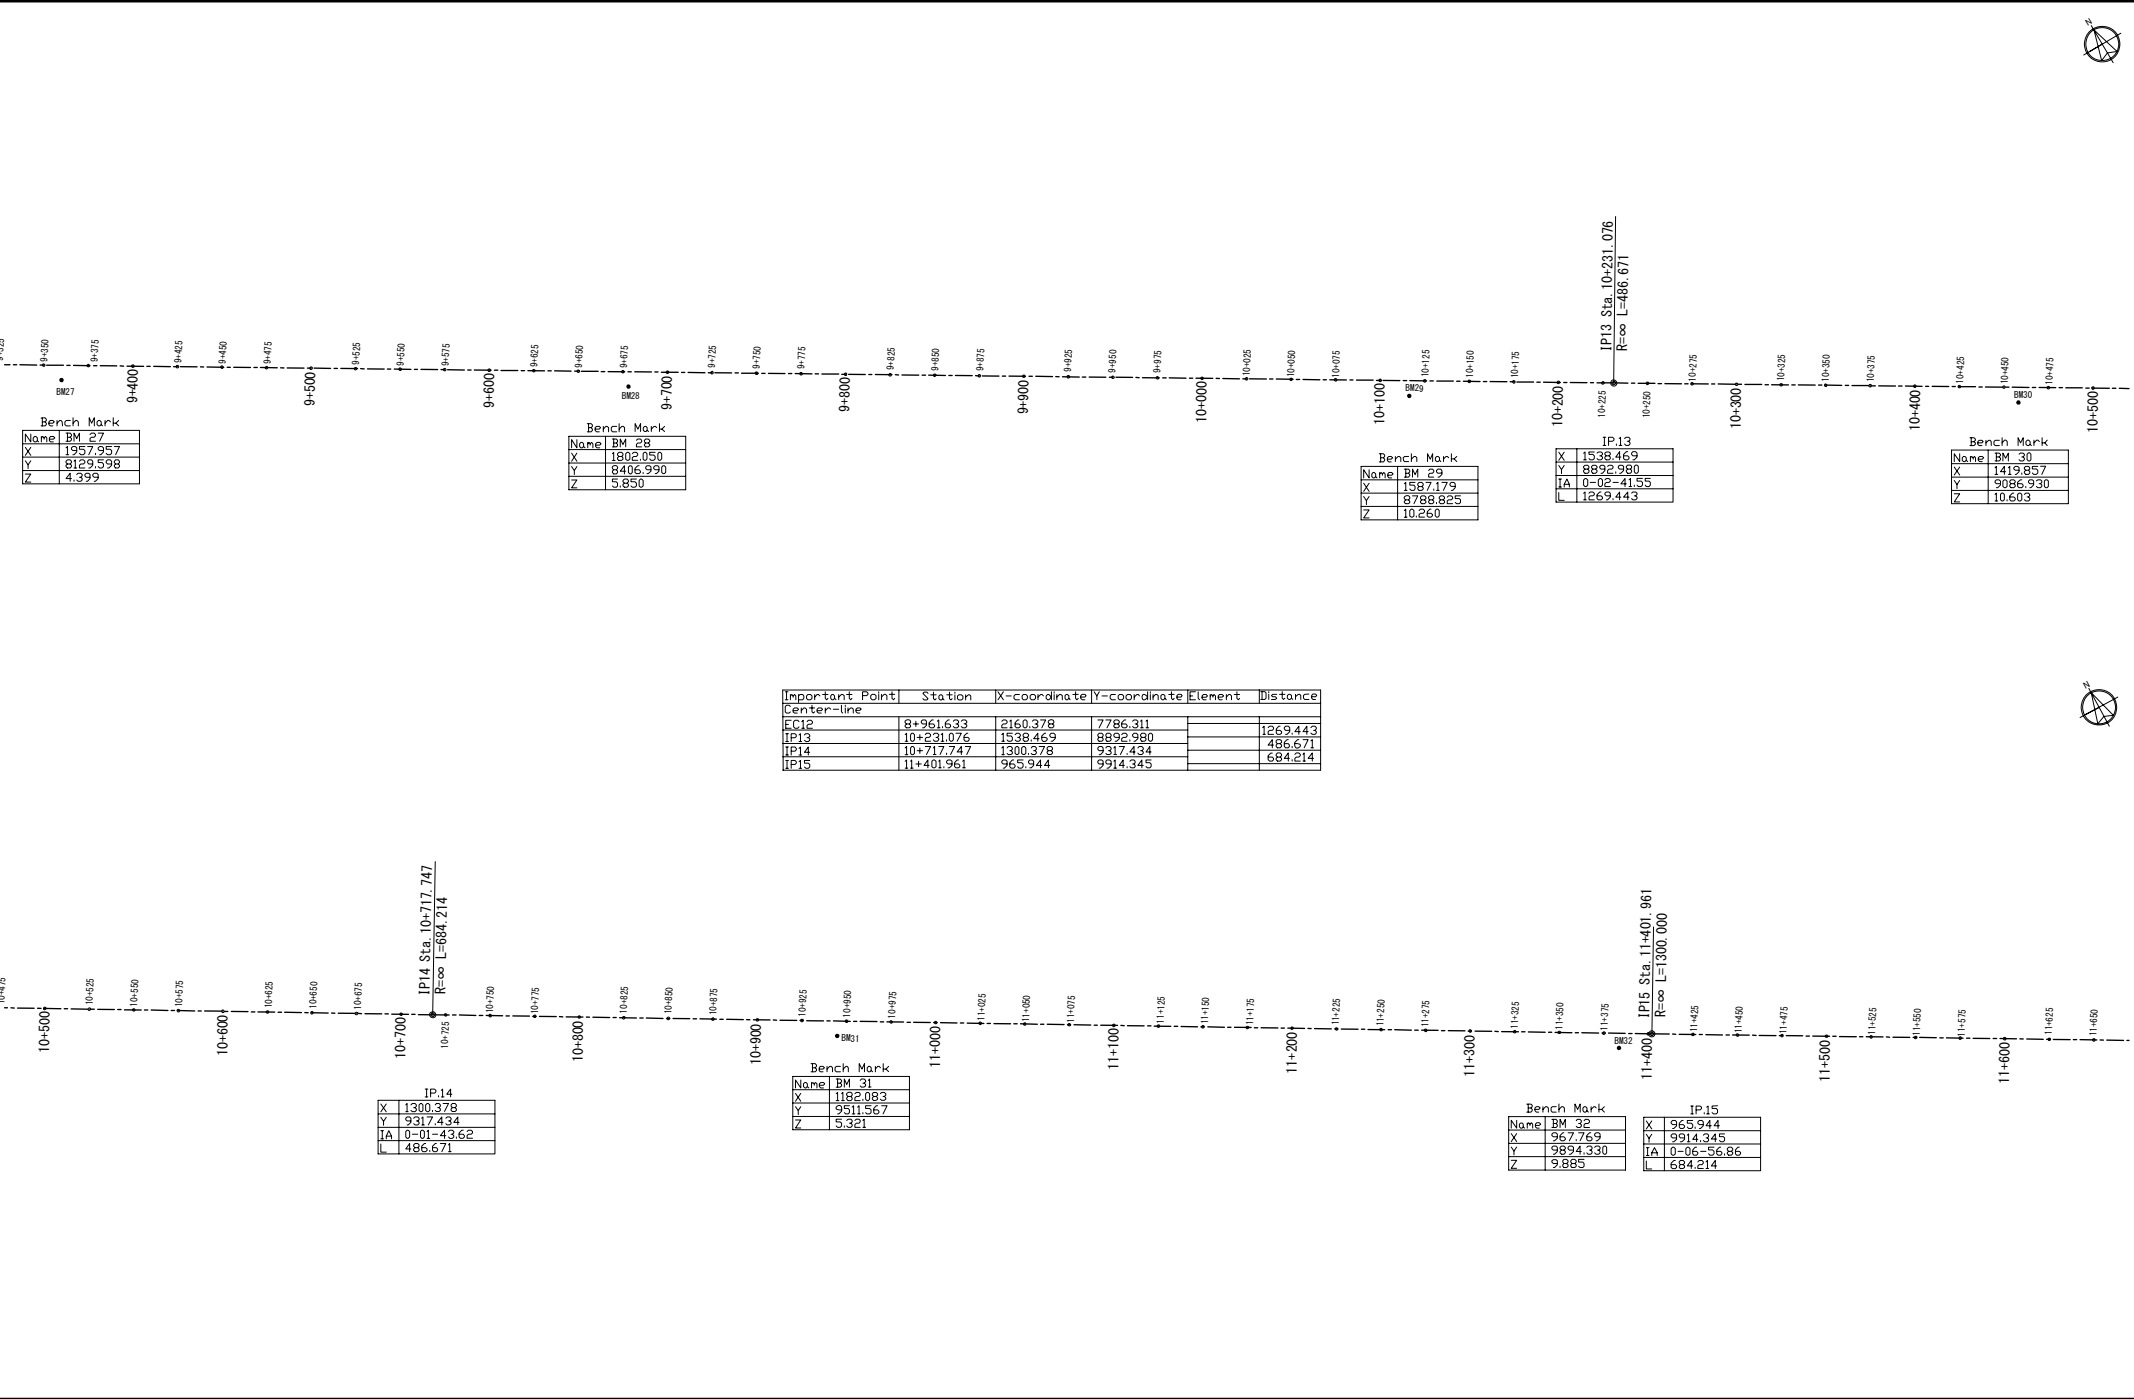 N
IP13 Sta.10+231.076
R=∞ L=486.671
9+325 9+350 9+375 9+425 9+450 9+475 9+525 9+550 9+575 9+625 9+650 9+675 9+725 9+750 9+775 9+825 9+850 9+875 9+925 9+950 9+975 10+025 10+050 10+075 10+125 10+150 10+175 10+275 10+325 10+350 10+375 10+425 10+450 10+475
BM27 BM28 BM29 BM30
9+400 9+500 9+600 9+700 9+800 9+900 10+000 10+100 10+200 10+225 10+250 10+300 10+400 10+500
Bench Mark
Name BM 27
X 1957.957
Y 8129.598
Z 4.399
Bench Mark
Name BM 28
X 1802.050
Y 8406.990
Z 5.850
Bench Mark
Name BM 29
X 1587.179
Y 8788.825
Z 10.260
IP.13
X 1538.469
Y 8892.980
IA 0-02-41.55
L 1269.443
Bench Mark
Name BM 30
X 1419.857
Y 9086.930
Z 10.603
Important Point Station X-coordinate Y-coordinate Element Distance
Center-line
EC12 8+961.633 2160.378 7786.311
1269.443
IP13 10+231.076 1538.469 8892.980
486.671
IP14 10+717.747 1300.378 9317.434
684.214
IP15 11+401.961 965.944 9914.345
N
IP14 Sta.10+717.747
R=∞ L=684.214
IP15 Sta.11+401.961
R=∞ L=1300.000
10+475 10+525 10+550 10+575 10+625 10+650 10+675 10+750 10+775 10+825 10+850 10+875 10+925 10+950 10+975 11+025 11+050 11+075 11+125 11+150 11+175 11+225 11+250 11+275 11+325 11+350 11+375 11+425 11+450 11+475 11+525 11+550 11+575 11+625 11+650
BM31 BM32
10+500 10+600 10+700 10+725 10+800 10+900 11+000 11+100 11+200 11+300 11+400 11+500 11+600
IP.14
X 1300.378
Y 9317.434
IA 0-01-43.62
L 486.671
Bench Mark
Name BM 31
X 1182.083
Y 9511.567
Z 5.321
Bench Mark
Name BM 32
X 967.769
Y 9894.330
Z 9.885
IP.15
X 965.944
Y 9914.345
IA 0-06-56.86
L 684.214